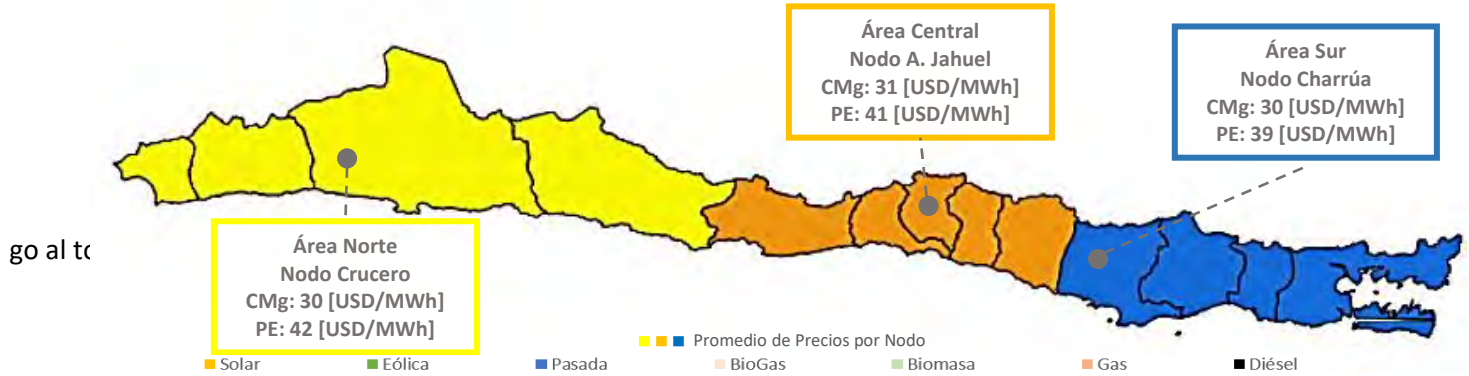 Área Central
Nodo A. Jahuel
CMg: 31 [USD/MWh]
PE: 41 [USD/MWh]
Área Sur
Nodo Charrúa
CMg: 30 [USD/MWh]
PE: 39 [USD/MWh]
go al
Área Norte
Nodo Crucero
CMg: 30 [USD/MWh]
PE: 42 [USD/MWh]
Promedio de Precios por Nodo
Solar Eólica Pasada BioGas Biomasa Gas Diésel